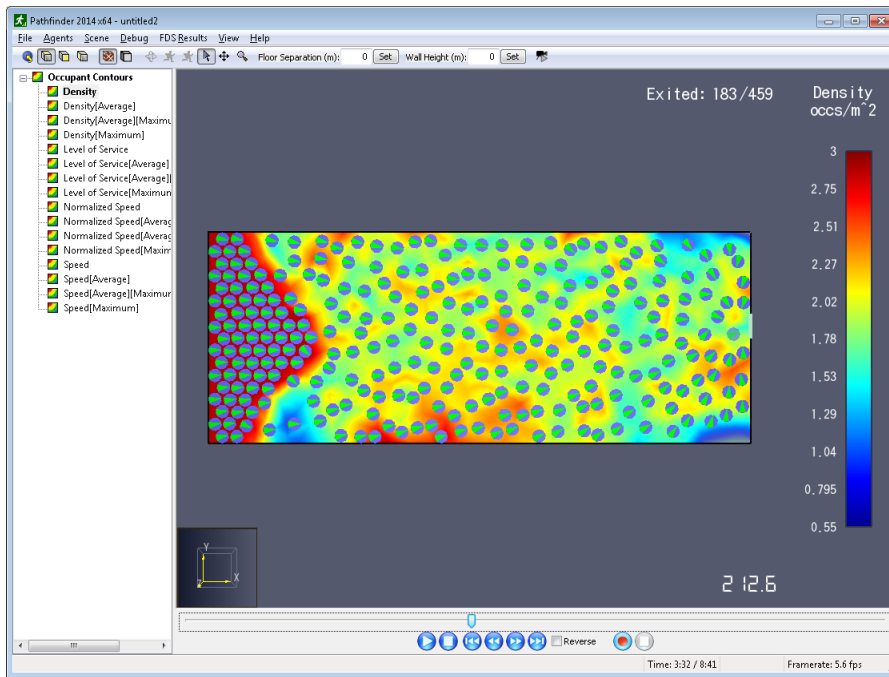 Pathfinder 2014 x64 - untitled2
File Agents Scene Debug FDS Results View Help
Floor Separation (m): 0 Set Wall Height (m): 0 Set
Occupant Contours
Density
Density[Average]
Density[Average][Maximu
Density[Maximum]
Level of Service
Level of Service[Average]
Level of Service[Average][
Level of Service[Maximun
Normalized Speed
Normalized Speed[Averag
Normalized Speed[Averag
Normalized Speed[Maxim
Speed
Speed[Average]
Speed[Average][Maximur
Speed[Maximum]
Exited: 183/459
Density
occs/m^2
3
2.75
2.51
2.27
2.02
1.78
1.53
1.29
1.04
0.795
0.55
Y
Z
X
212.6
Reverse
Time: 3:32 / 8:41
Framerate: 5.6 fps